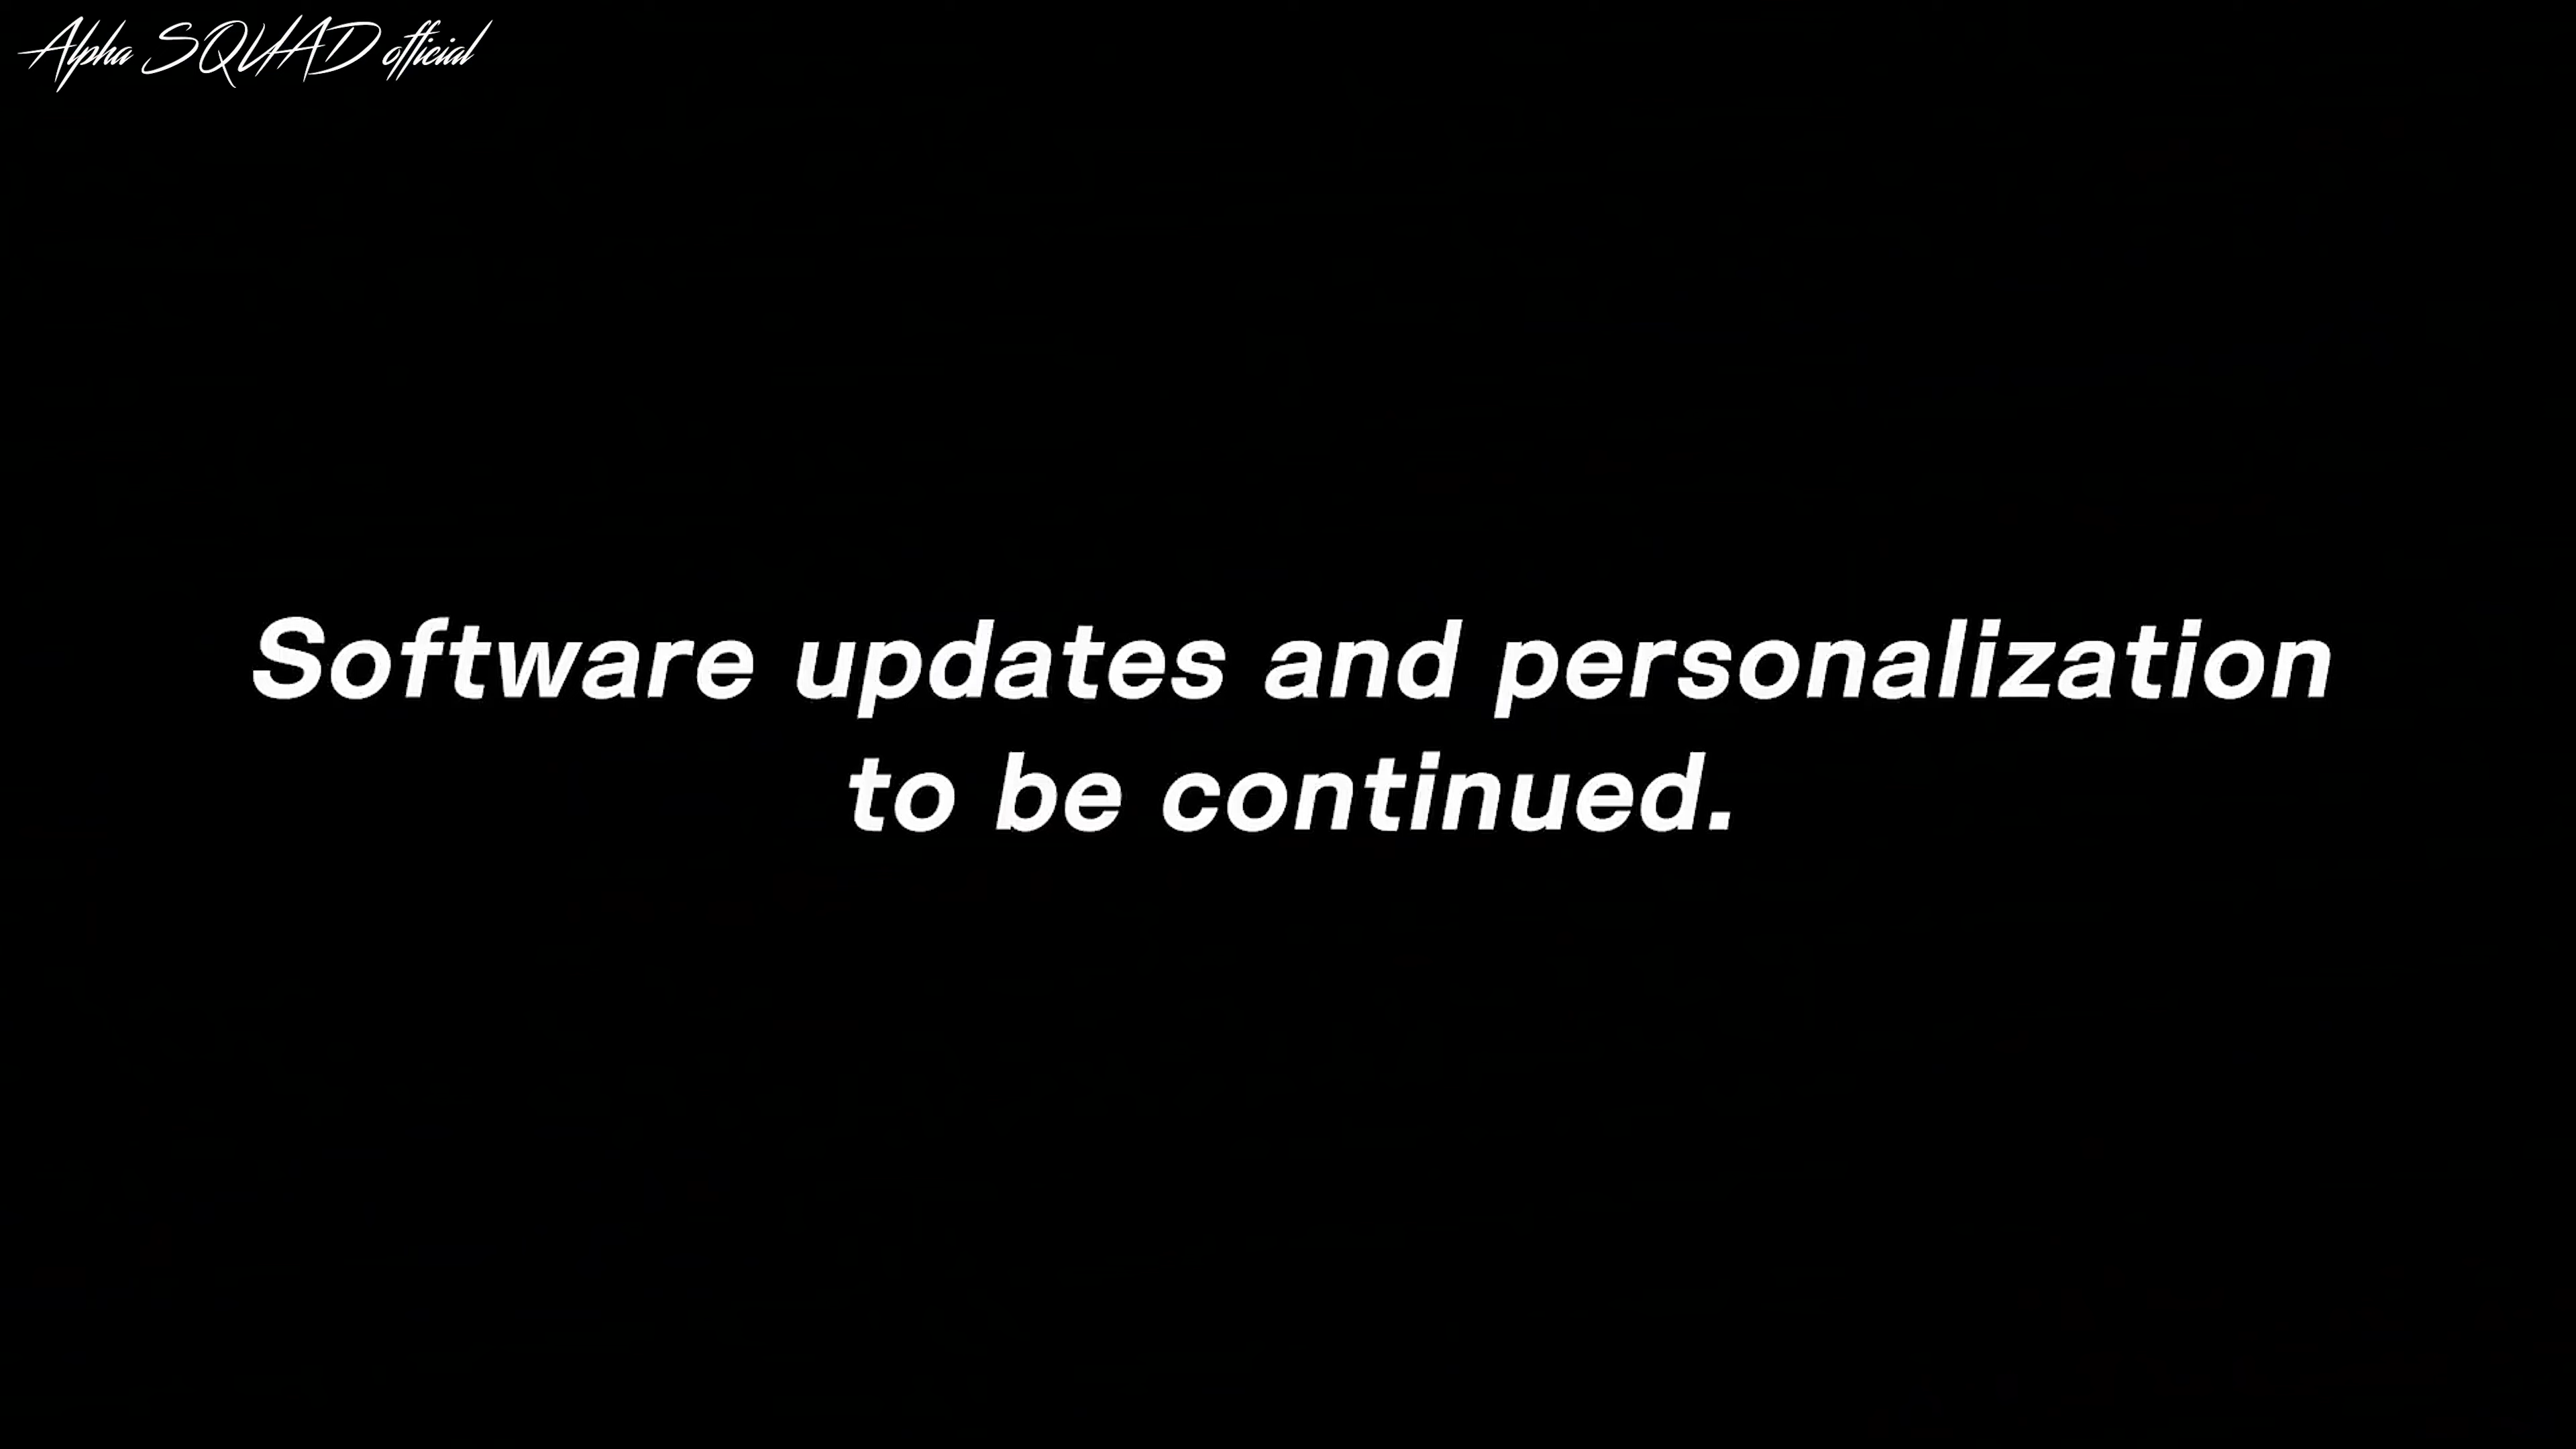 Alpha SQUAD official
Software updates and personalization
to be continued.